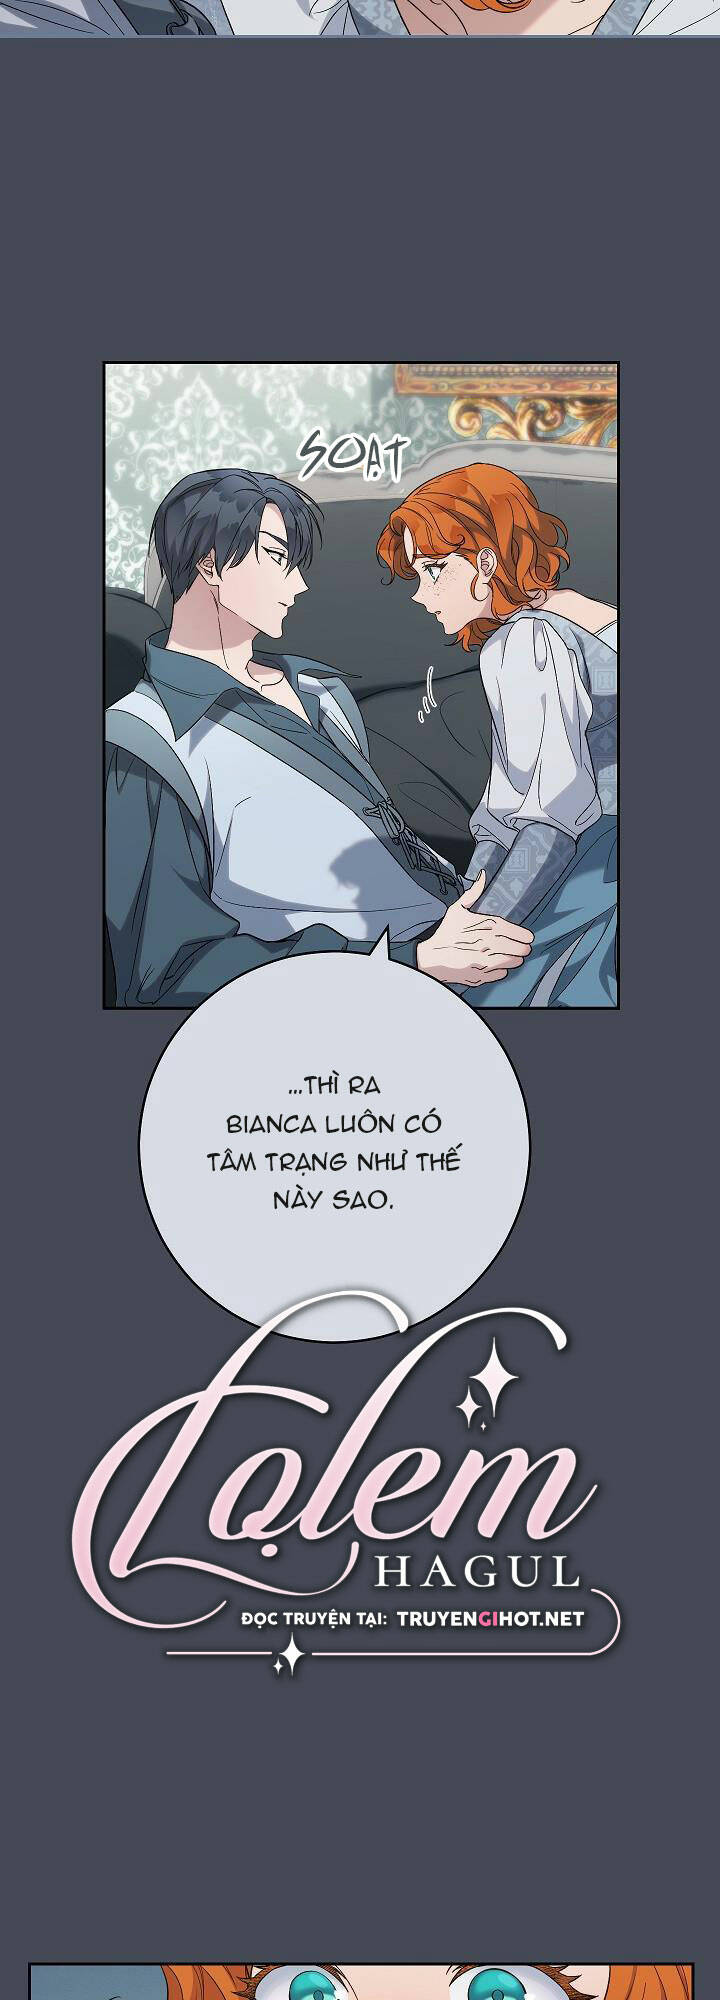 SOẠT
...THÌ RA
BIANCA LUÔN CÓ
TÂM TRẠNG NHƯ THẾ
NÀY SAO.
Lọlem
HAGUL
ĐỌC TRUYỆN TẠI: TRUYENGIHOT.NET